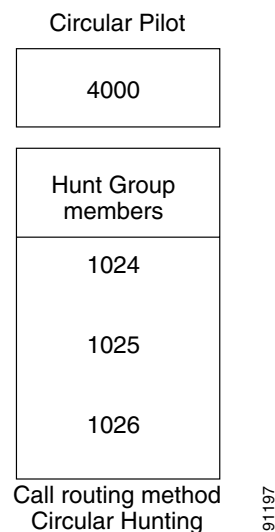 Circular Pilot
4000
Hunt Group
members
1024
1025
1026
Call routing method
Circular Hunting
91197